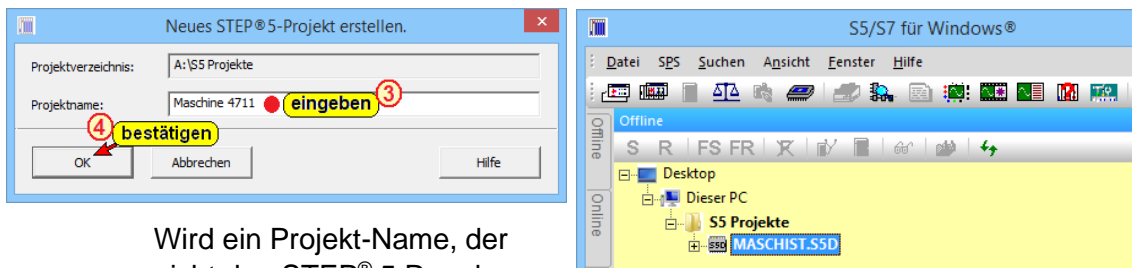 Neues STEP®5-Projekt erstellen.
Projektverzeichnis: A:\S5 Projekte
Projektname: Maschine 4711 eingeben 3
4 bestätigen
OK Abbrechen Hilfe
Wird ein Projekt-Name, der
S5/S7 für Windows®
Datei SPS Suchen Ansicht Fenster Hilfe
Offline
Offline
S R FS FR
Online
Desktop
Dieser PC
S5 Projekte
MASCHIST.S5D